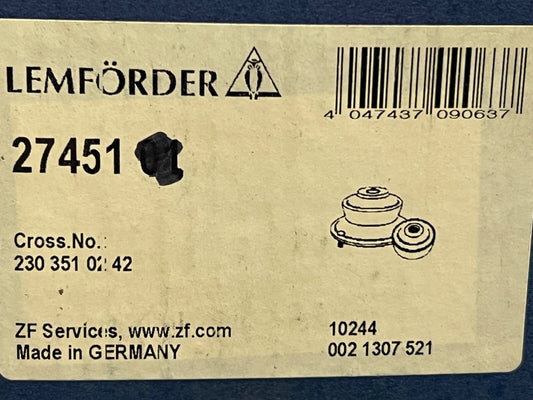 LEMFÖRDER
4 047437 090637
27451 01
Cross.No.:
230 351 02 42
ZF Services, www.zf.com
Made in GERMANY
10244
002 1307 521